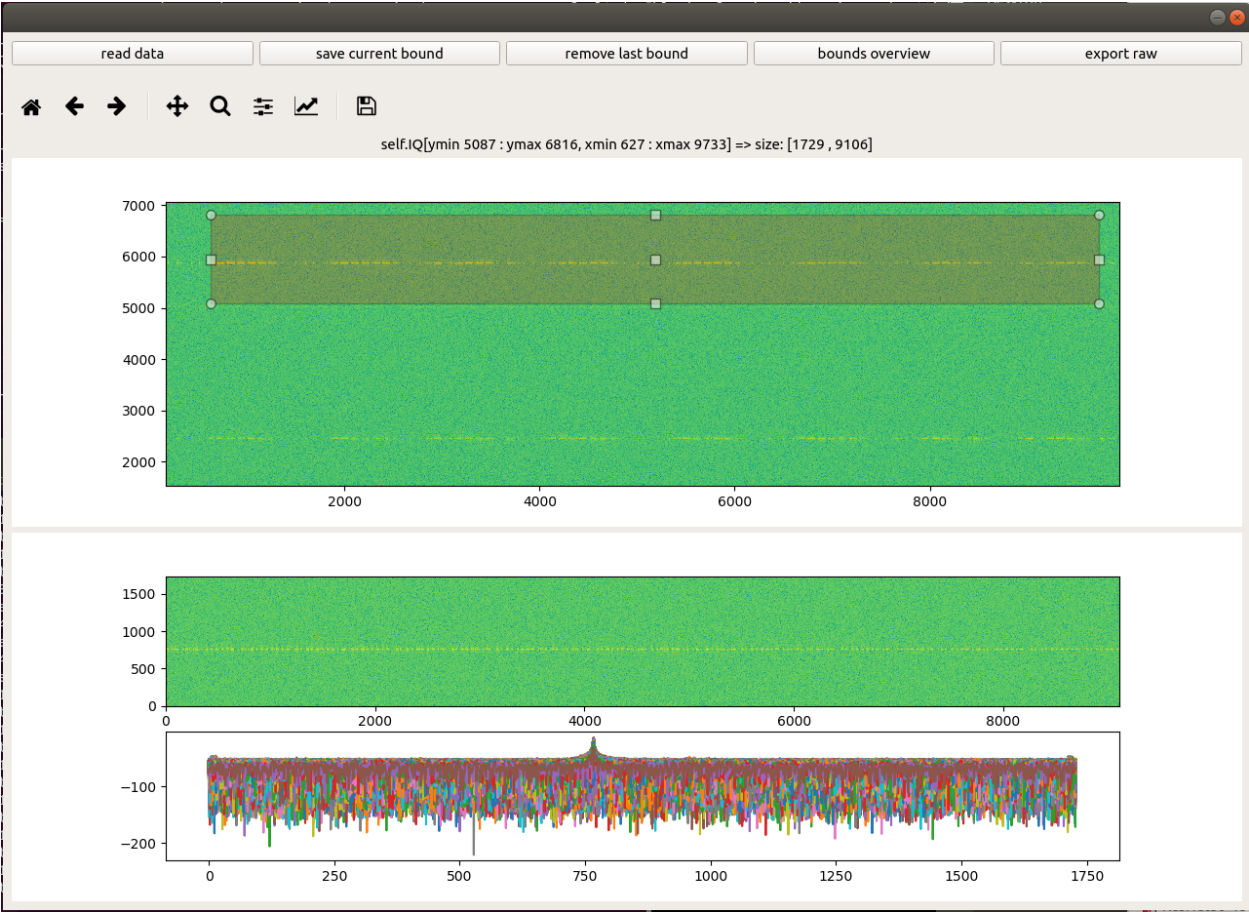 read data save current bound remove last bound bounds overview export raw
self.IQ[ymin 5087 : ymax 6816, xmin 627 : xmax 9733] => size: [1729 , 9106]
7000
6000
5000
4000
3000
2000
2000 4000 6000 8000
1500
1000
500
0
0 2000 4000 6000 8000
−100
−200
0 250 500 750 1000 1250 1500 1750